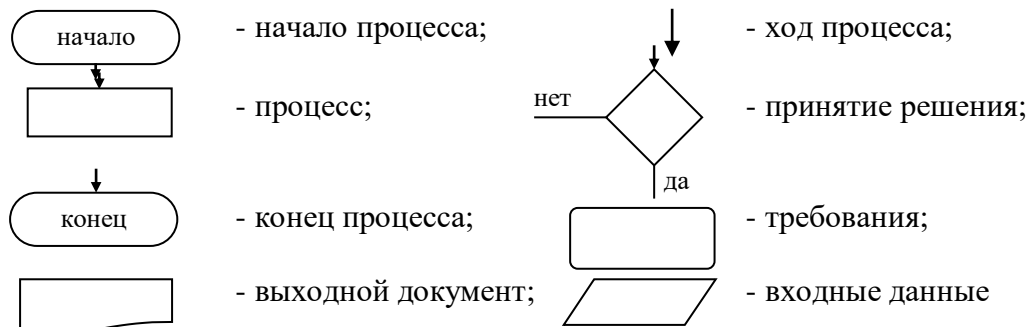 начало - начало процесса; - ход процесса;
нет
- процесс; - принятие решения;
да
конец - конец процесса; - требования;
- выходной документ; - входные данные